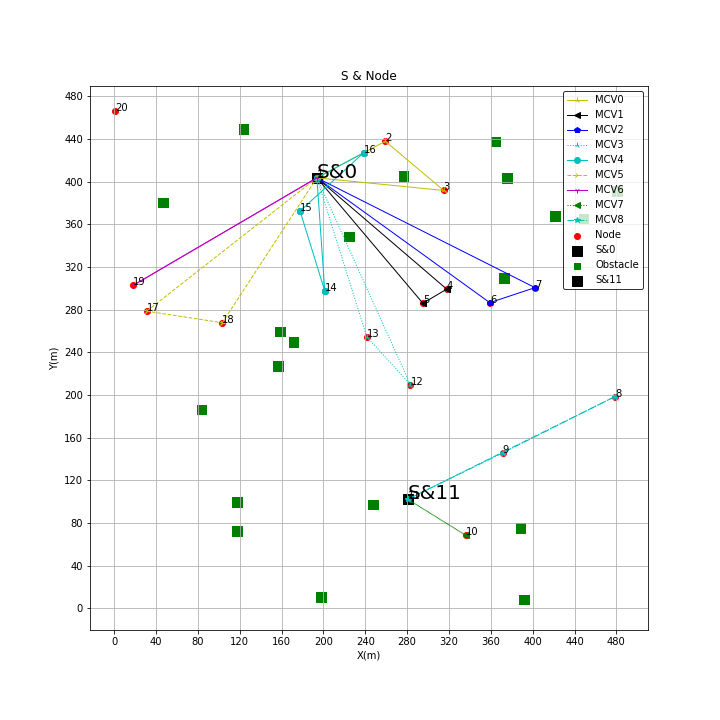 S & Node
480
440
400
360
320
280
240
200
160
120
80
40
0
Y(m)
0
40
80
120
160
200
240
280
320
360
400
440
480
X(m)
MCV0
MCV1
MCV2
MCV3
MCV4
MCV5
MCV6
MCV7
MCV8
Node
S&0
Obstacle
S&11
20
2
16
S&0
3
15
19
14
4
7
5
6
17
18
13
12
8
9
S&11
10